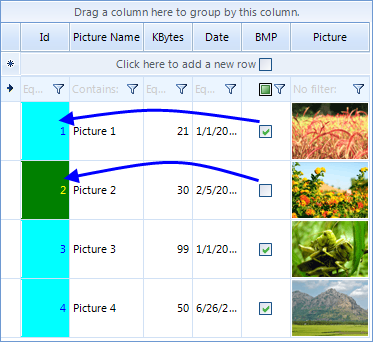 Drag a column here to group by this column.
Id Picture Name KBytes Date BMP Picture
Click here to add a new row
Eq... Contains: Eq... Eq... No filter:
1 Picture 1 21 1/1/20...
2 Picture 2 30 2/5/20...
3 Picture 3 99 1/1/20...
4 Picture 4 50 6/26/2...